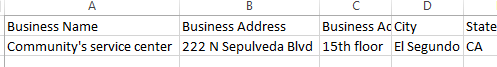 A B C D
Business Name Business Address Business Ac City State
Community's service center 222 N Sepulveda Blvd 15th floor El Segundo CA